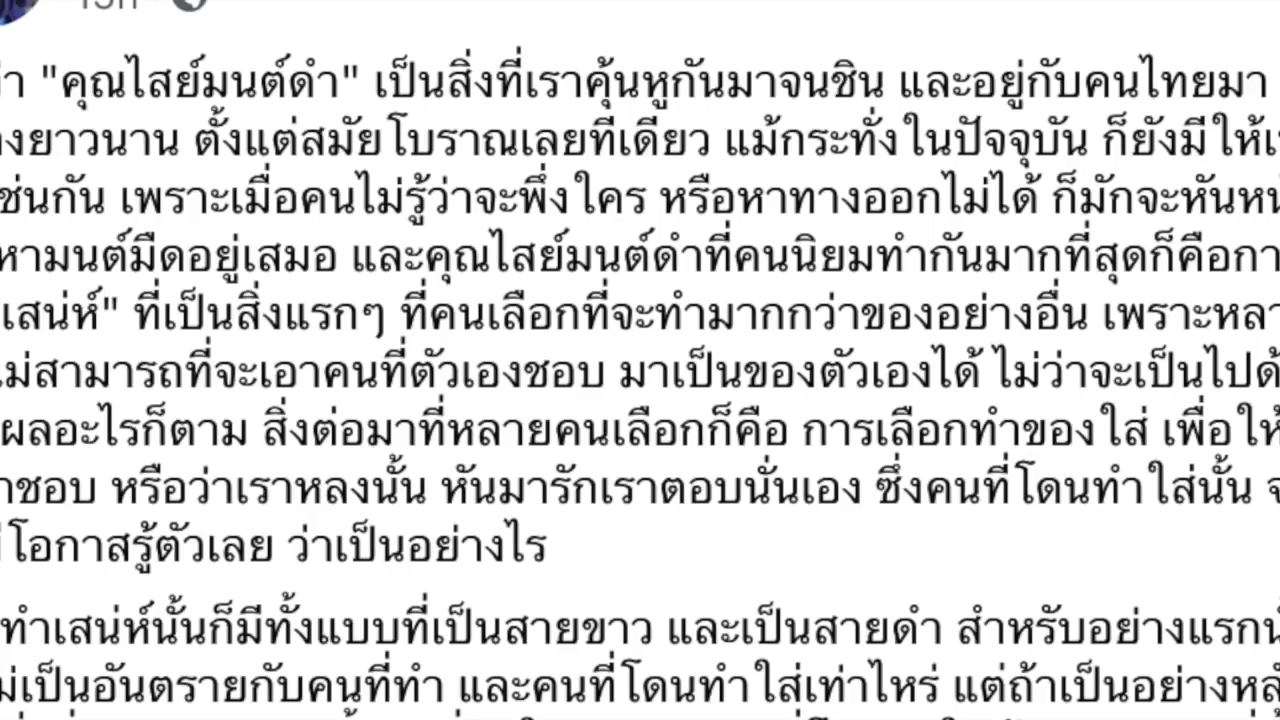 15h
ว่า "คุณไสย์มนต์ดำ" เป็นสิ่งที่เราคุ้นหูกันมาจนชิน และอยู่กับคนไทยมา
งยาวนาน ตั้งแต่สมัยโบราณเลยทีเดียว แม้กระทั่งในปัจจุบัน ก็ยังมีให้เ
ช่นกัน เพราะเมื่อคนไม่รู้ว่าจะพึ่งใคร หรือหาทางออกไม่ได้ ก็มักจะหันหน
หามนต์มืดอยู่เสมอ และคุณไสย์มนต์ดำที่คนนิยมทำกันมากที่สุดก็คือกา
เสน่ห์" ที่เป็นสิ่งแรกๆ ที่คนเลือกที่จะทำมากกว่าของอย่างอื่น เพราะหลา
ม่สามารถที่จะเอาคนที่ตัวเองชอบ มาเป็นของตัวเองได้ ไม่ว่าจะเป็นไปด้
ผลอะไรก็ตาม สิ่งต่อมาที่หลายคนเลือกก็คือ การเลือกทำของใส่ เพื่อให้
าชอบ หรือว่าเราหลงนั้น หันมารักเราตอบนั่นเอง ซึ่งคนที่โดนทำใส่นั้น จ
โอกาสรู้ตัวเลย ว่าเป็นอย่างไร
ทำเสน่ห์นั้นก็มีทั้งแบบที่เป็นสายขาว และเป็นสายดำ สำหรับอย่างแรกนั
ม่เป็นอันตรายกับคนที่ทำ และคนที่โดนทำใส่เท่าไหร่ แต่ถ้าเป็นอย่างหลั